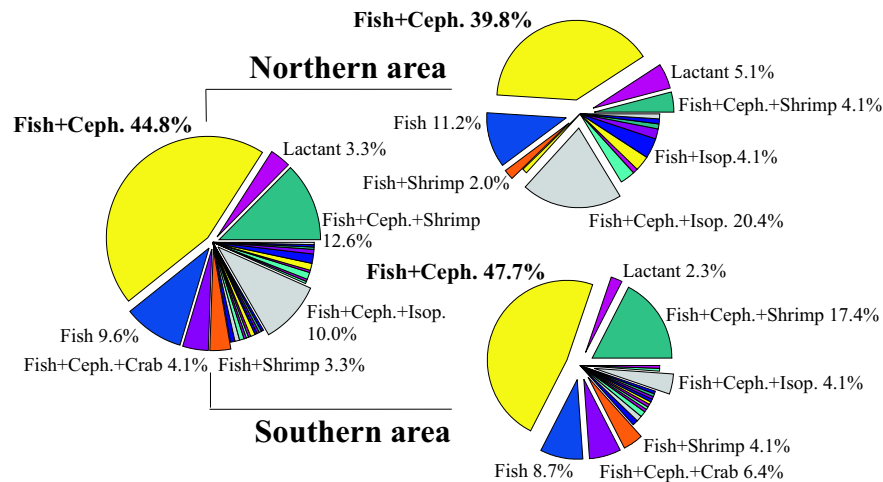 Fish+Ceph. 39.8%
Northern area
Lactant 5.1%
Fish+Ceph.+Shrimp 4.1%
Fish 11.2%
Fish+Isop.4.1%
Fish+Shrimp 2.0%
Fish+Ceph.+Isop. 20.4%
Fish+Ceph. 44.8%
Lactant 3.3%
Fish+Ceph.+Shrimp
12.6%
Fish+Ceph.+Isop.
10.0%
Fish 9.6%
Fish+Ceph.+Crab 4.1%
Fish+Shrimp 3.3%
Fish+Ceph. 47.7%
Lactant 2.3%
Fish+Ceph.+Shrimp 17.4%
Fish+Ceph.+Isop. 4.1%
Southern area
Fish+Shrimp 4.1%
Fish 8.7%
Fish+Ceph.+Crab 6.4%